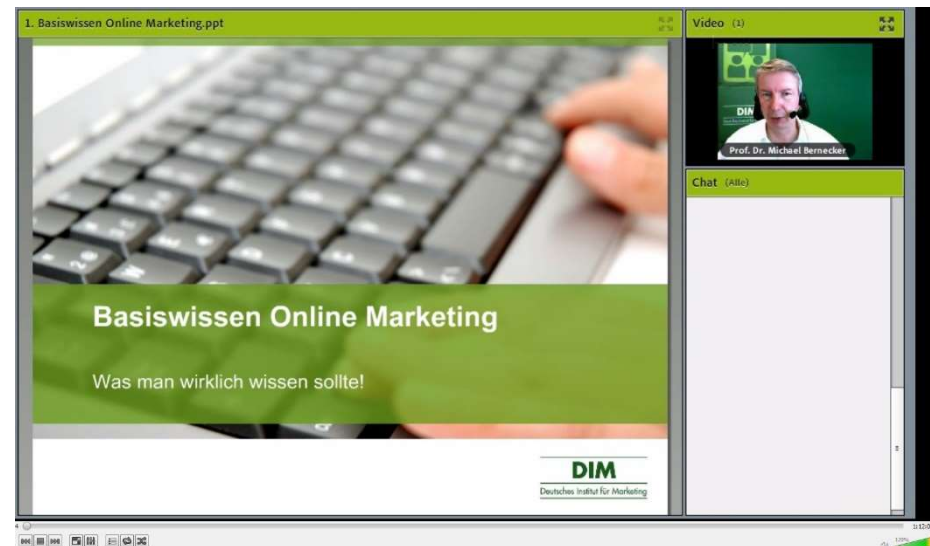 1. Basiswissen Online Marketing.ppt
Video (1)
DIM
Prof. Dr. Michael Bernecker
Chat (Alle)
Basiswissen Online Marketing
Was man wirklich wissen sollte!
DIM
Deutsches Institut für Marketing